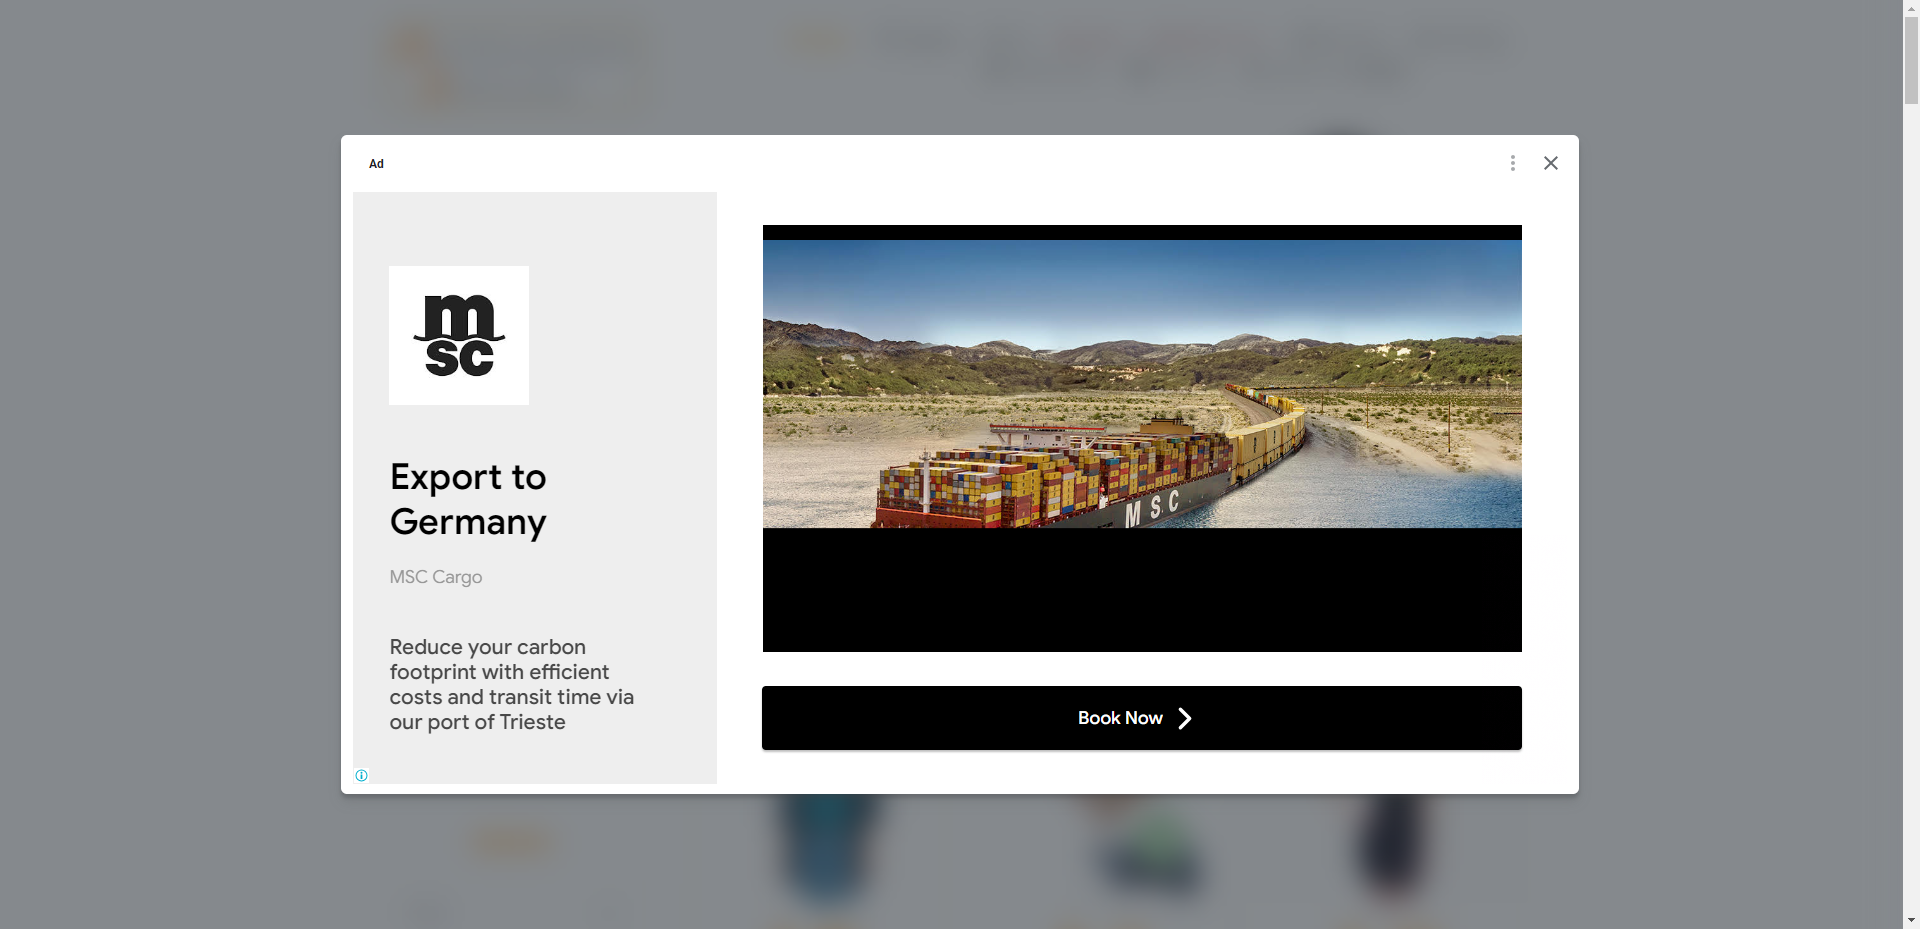 Ad
m
sc
Export to
Germany
MSC Cargo
Reduce your carbon
footprint with efficient
costs and transit time via
our port of Trieste
MSC
Book Now